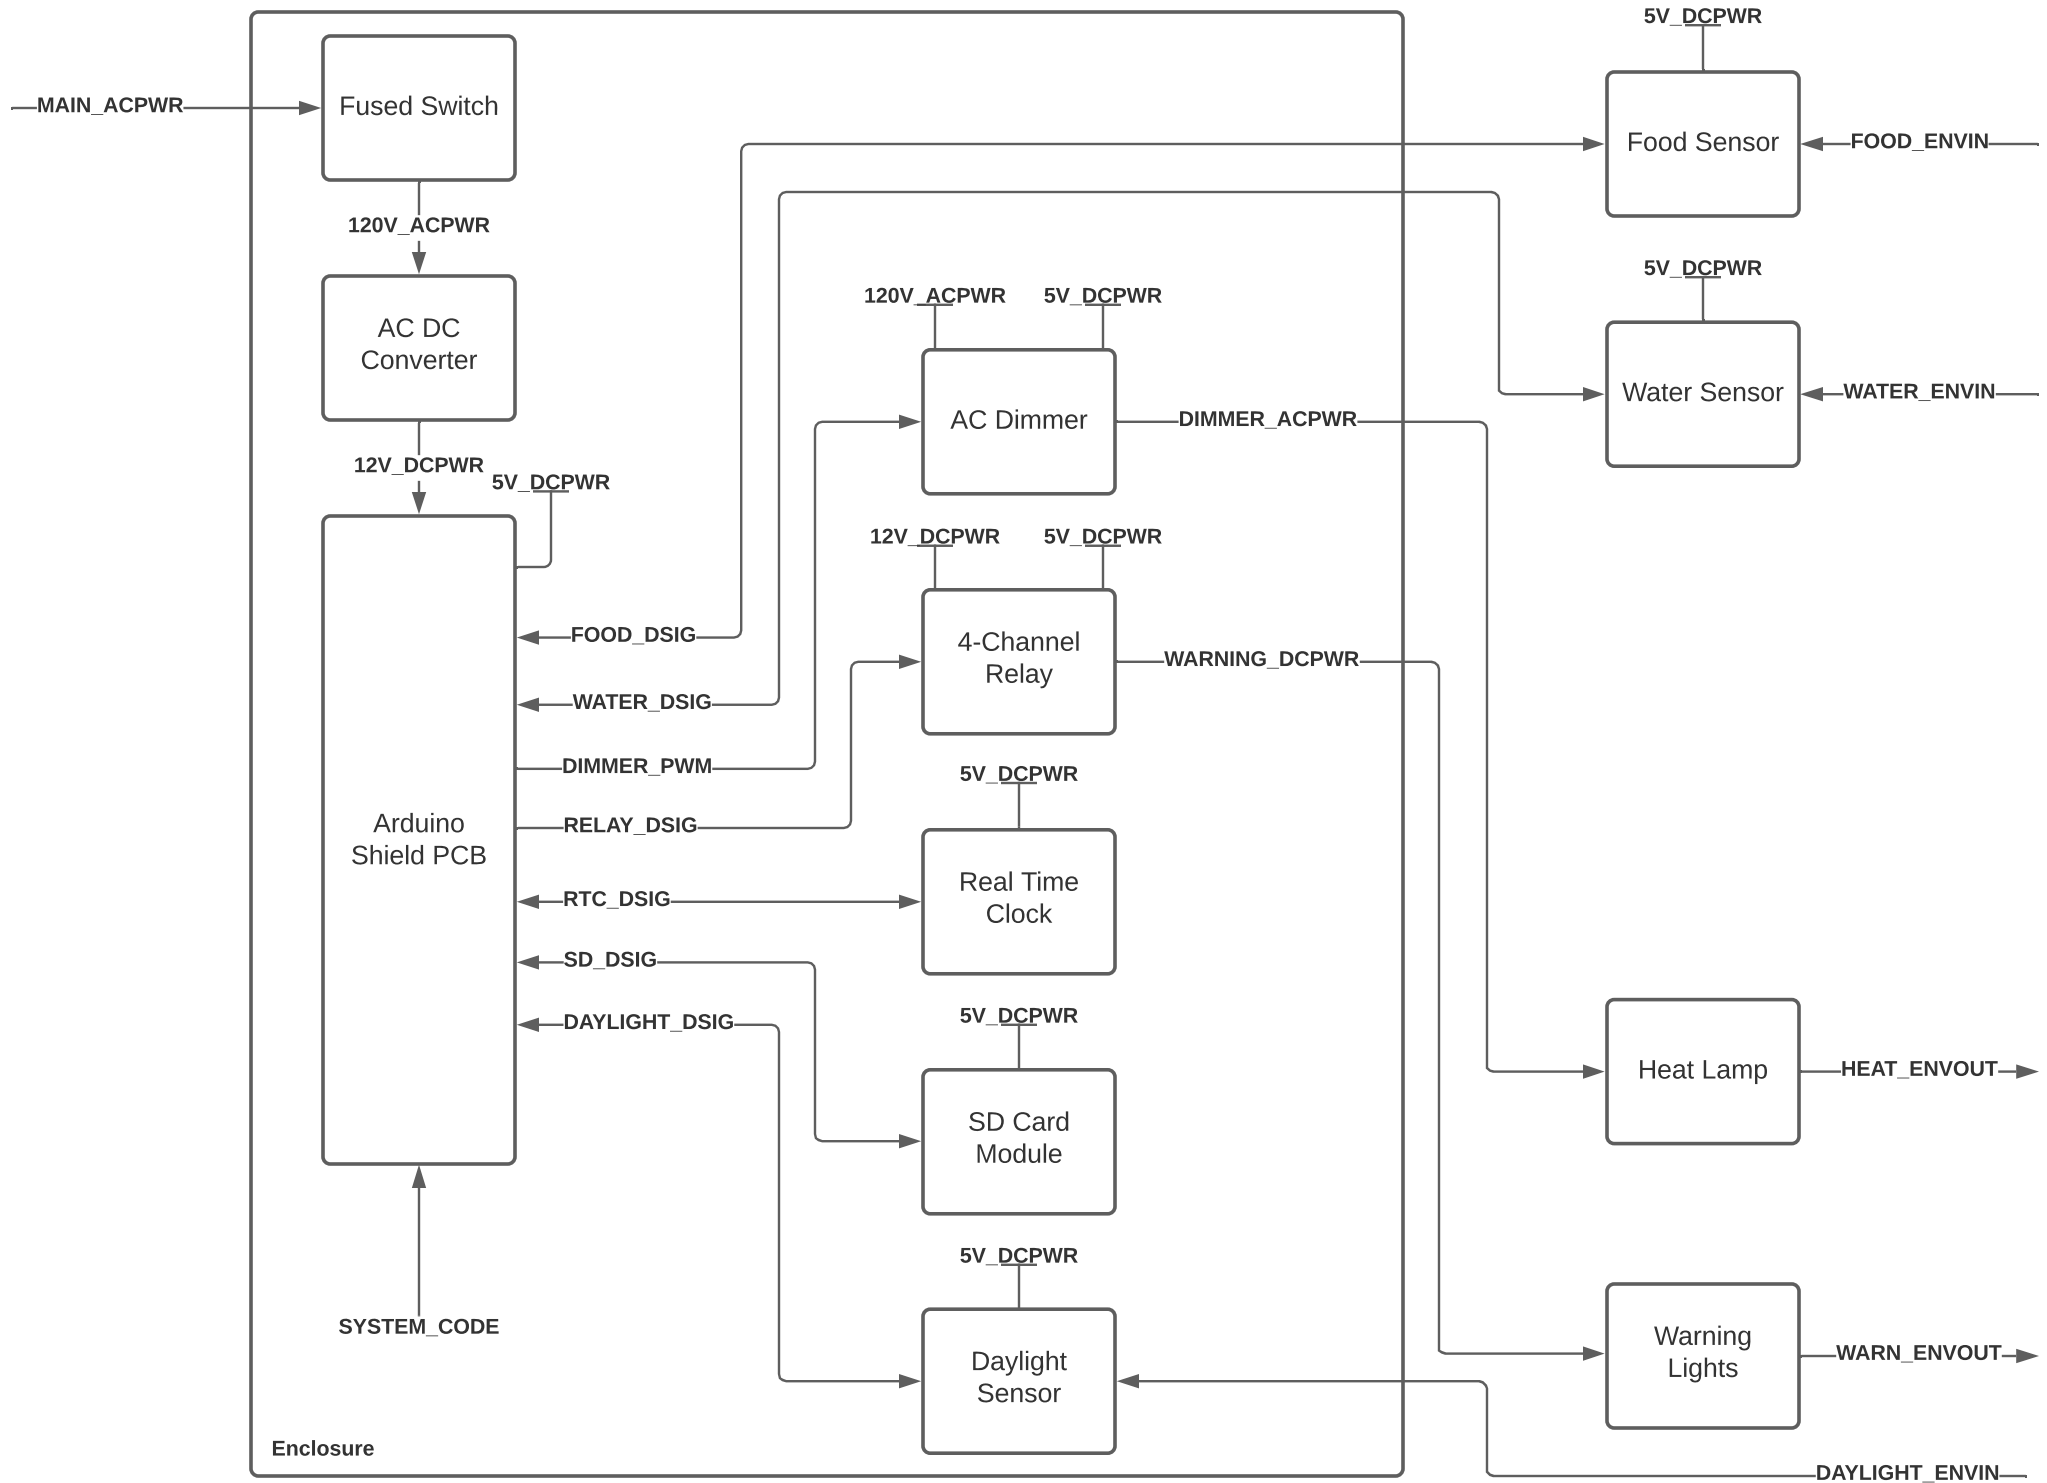 5V_DCPWR
Fused Switch
MAIN_ACPWR
Food Sensor
FOOD_ENVIN
120V_ACPWR
5V_DCPWR
120V_ACPWR
5V_DCPWR
AC DC
Converter
Water Sensor
WATER_ENVIN
AC Dimmer
DIMMER_ACPWR
12V_DCPWR
5V_DCPWR
12V_DCPWR
5V_DCPWR
FOOD_DSIG
4-Channel
Relay
WARNING_DCPWR
WATER_DSIG
DIMMER_PWM
5V_DCPWR
RELAY_DSIG
Arduino
Shield PCB
Real Time
Clock
RTC_DSIG
SD_DSIG
5V_DCPWR
DAYLIGHT_DSIG
Heat Lamp
HEAT_ENVOUT
SD Card
Module
5V_DCPWR
SYSTEM_CODE
Warning
Lights
WARN_ENVOUT
Daylight
Sensor
Enclosure
DAYLIGHT_ENVIN